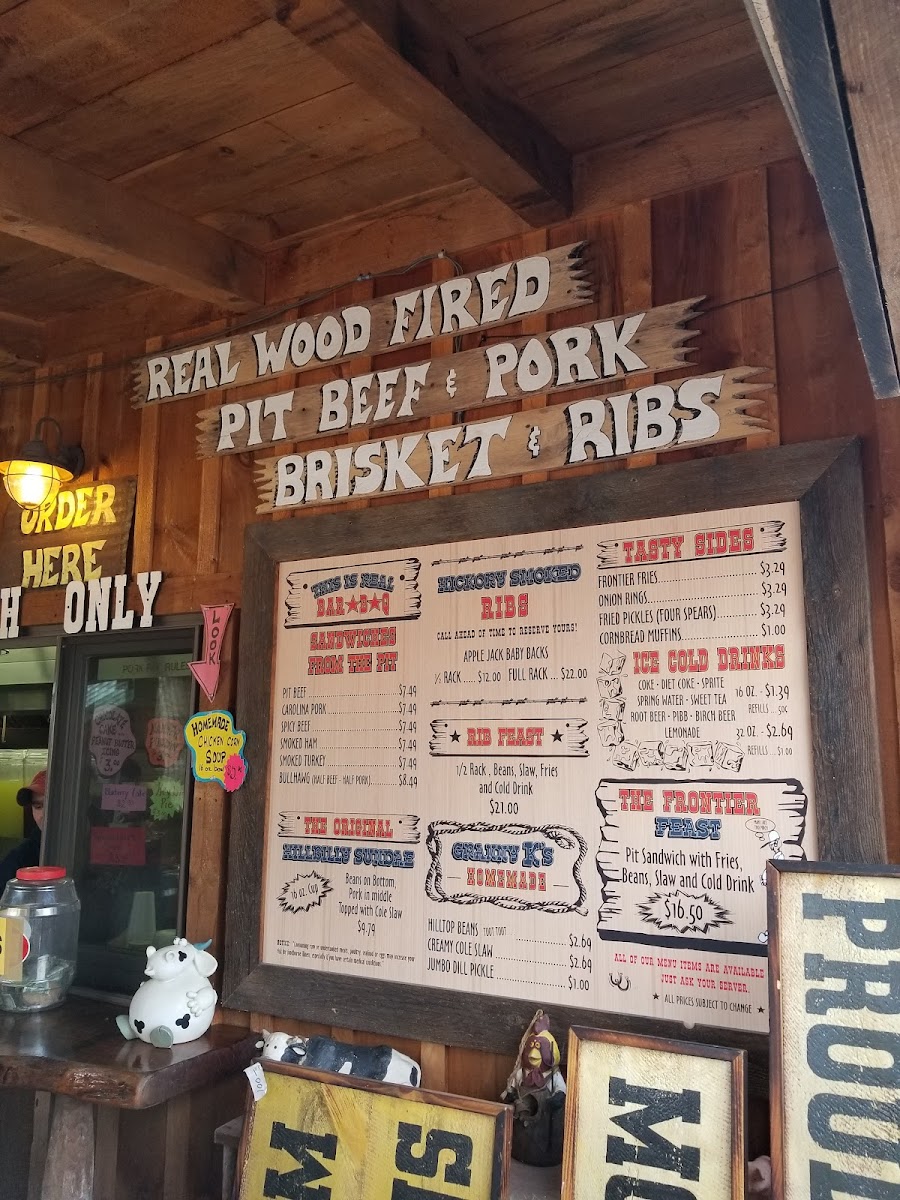 REAL WOOD FIRED
PIT BEEF & PORK
BRISKET & RIBS
ORDER
HERE
H ONLY
LOOK
HOMEMADE
CHICKEN CORN
SOUP
THIS IS REAL
BAR★B★Q
SANDWICHES
FROM THE PIT
PIT BEEF $7.49
CAROLINA PORK $7.49
SPICY BEEF $7.49
SMOKED HAM $7.49
SMOKED TURKEY $7.49
BULLHAWG (HALF BEEF - HALF PORK) $8.49
THE ORIGINAL
HILLBILLY SUNDAE
16 oz. Cup
Beans on Bottom,
Pork in middle
Topped with Cole Slaw
$9.79
HICKORY SMOKED
RIBS
CALL AHEAD OF TIME TO RESERVE YOURS!
APPLE JACK BABY BACKS
½ RACK ..... $12.00 FULL RACK ... $22.00
★ RIB FEAST ★
1/2 Rack , Beans, Slaw, Fries
and Cold Drink
$21.00
GRANNY K's
HOMEMADE
HILLTOP BEANS TOOT TOOT $2.69
CREAMY COLE SLAW $2.69
JUMBO DILL PICKLE $1.00
TASTY SIDES
FRONTIER FRIES $3.29
ONION RINGS $3.29
FRIED PICKLES (FOUR SPEARS) $3.29
CORNBREAD MUFFINS $1.00
ICE COLD DRINKS
COKE - DIET COKE - SPRITE
SPRING WATER - SWEET TEA
ROOT BEER - PIBB - BIRCH BEER
LEMONADE
16 OZ. - $1.39
REFILLS ... 50¢
32 OZ. - $2.69
REFILLS ... $1.00
THE FRONTIER
FEAST
Pit Sandwich with Fries,
Beans, Slaw and Cold Drink
$16.50
ALL OF OUR MENU ITEMS ARE AVAILABLE
JUST ASK YOUR SERVER.
★ ALL PRICES SUBJECT TO CHANGE ★